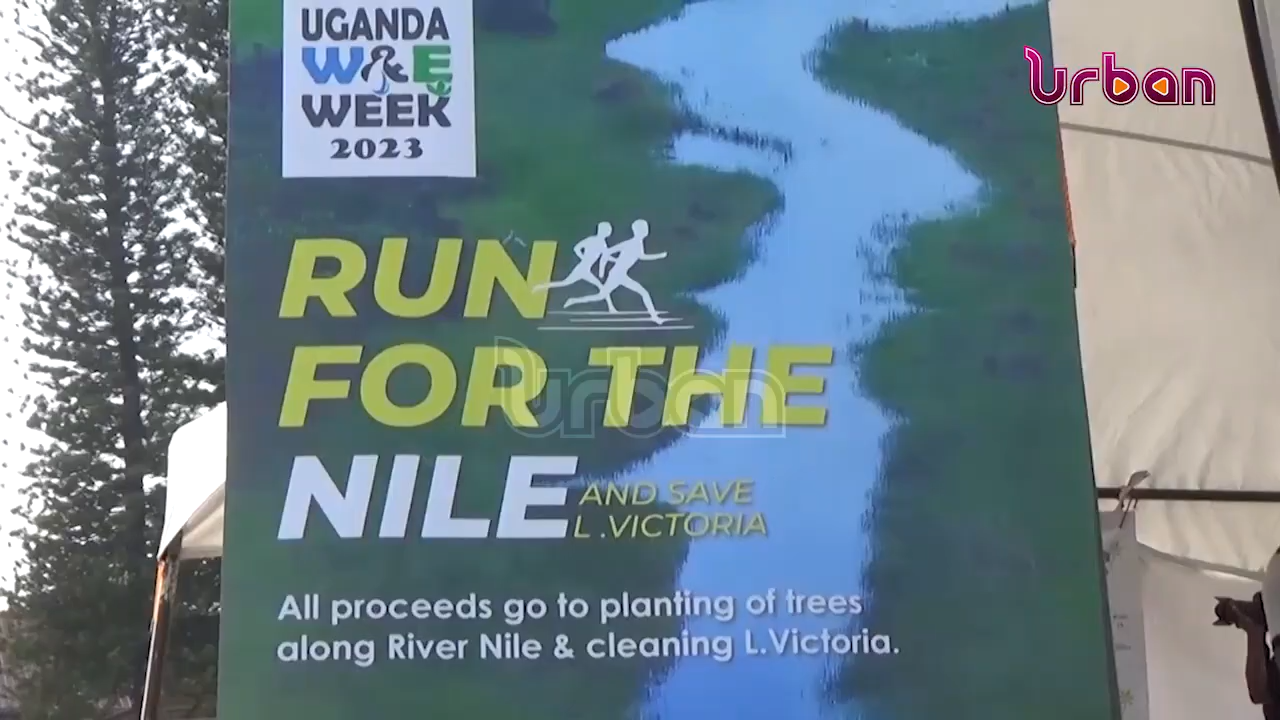 UGANDA
W&E
WEEK
2023
urban
RUN
FOR THE
urban
NILE AND SAVE
L.VICTORIA
All proceeds go to planting of trees
along River Nile & cleaning L.Victoria.